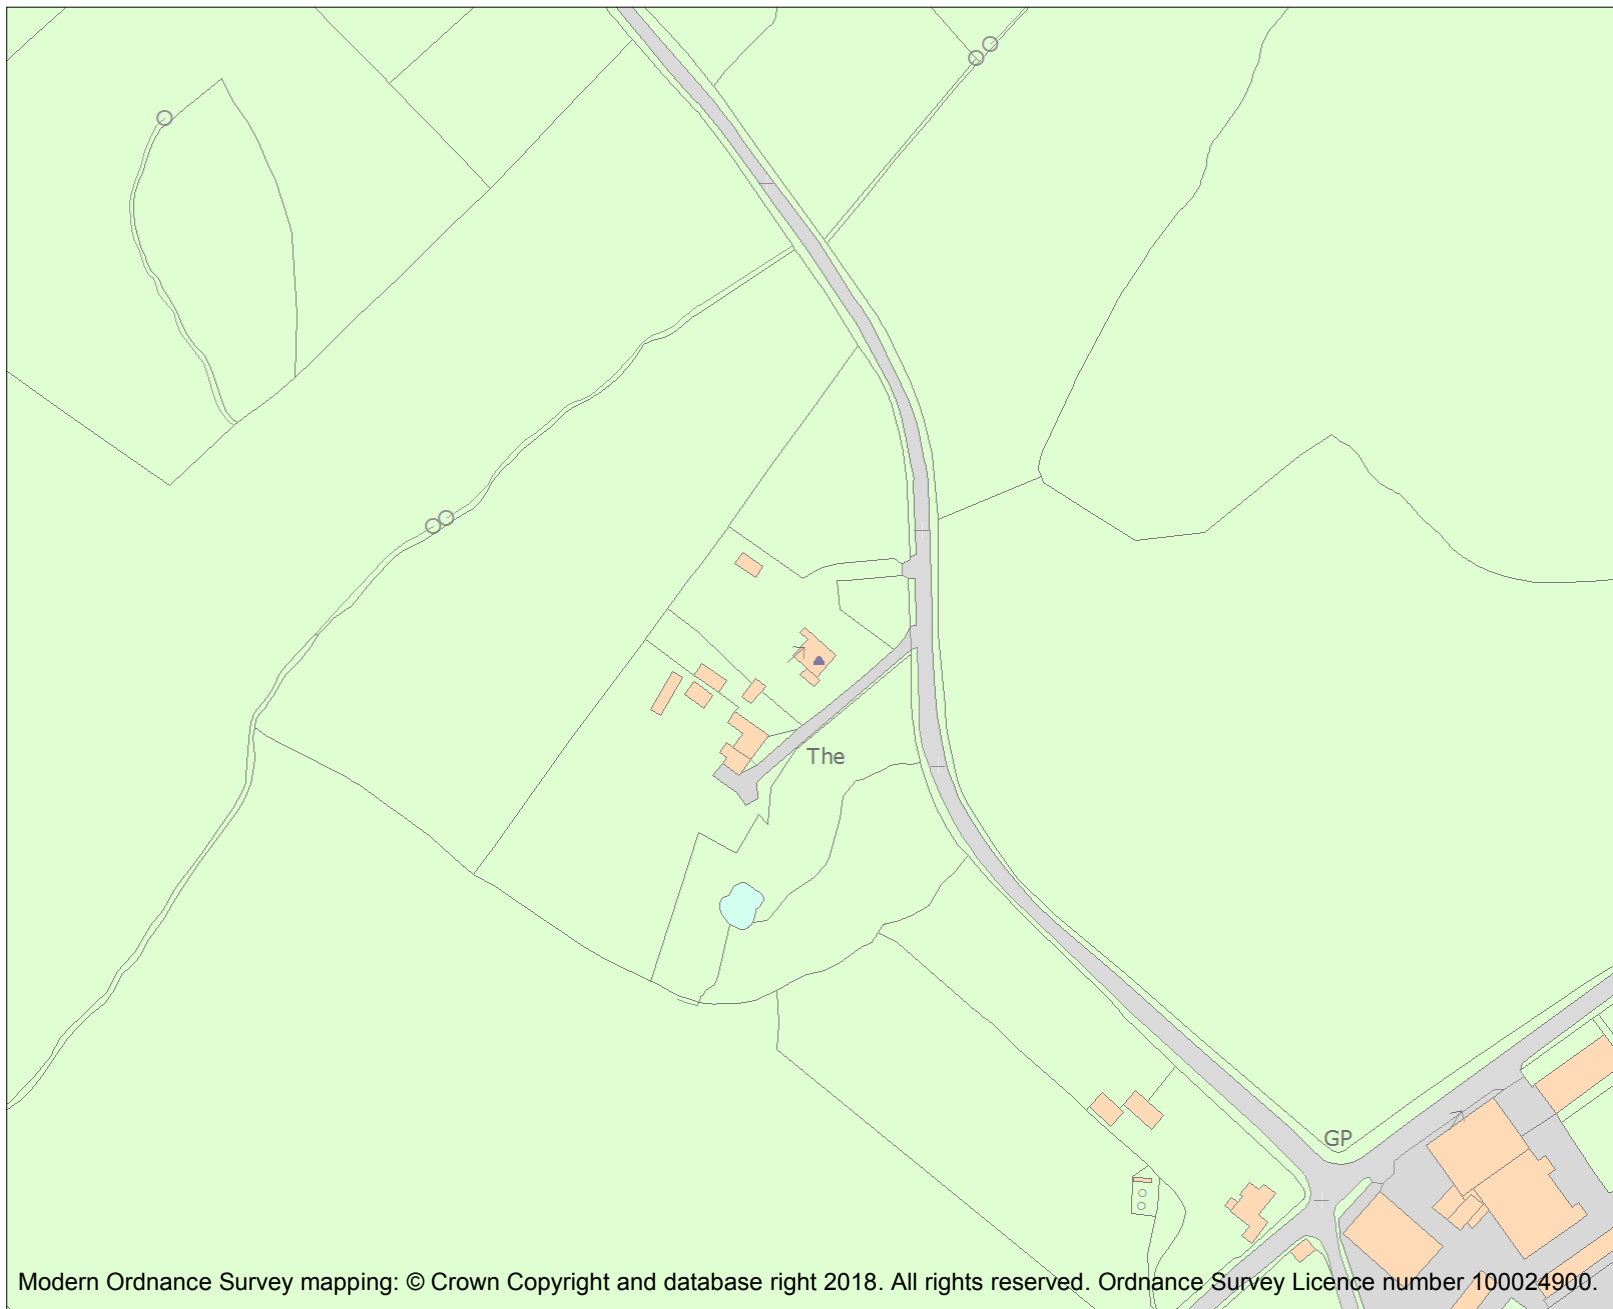 The
GP
Modern Ordnance Survey mapping: © Crown Copyright and database right 2018. All rights reserved. Ordnance Survey Licence number 100024900.